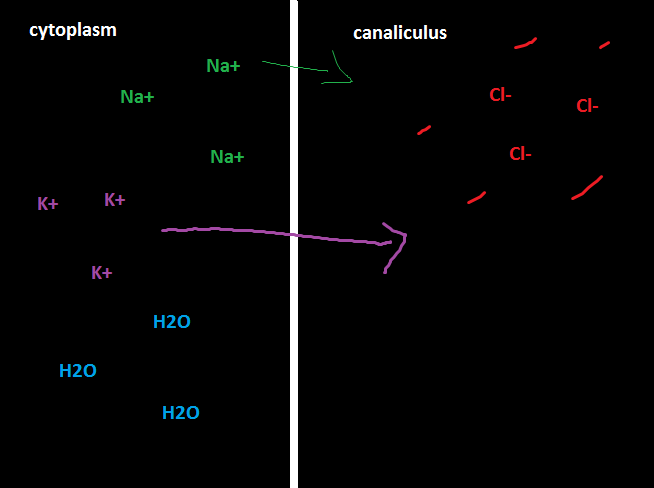 cytoplasm
canaliculus
Na+
Na+
Cl-
Cl-
Na+
Cl-
K+
K+
K+
H2O
H2O
H2O